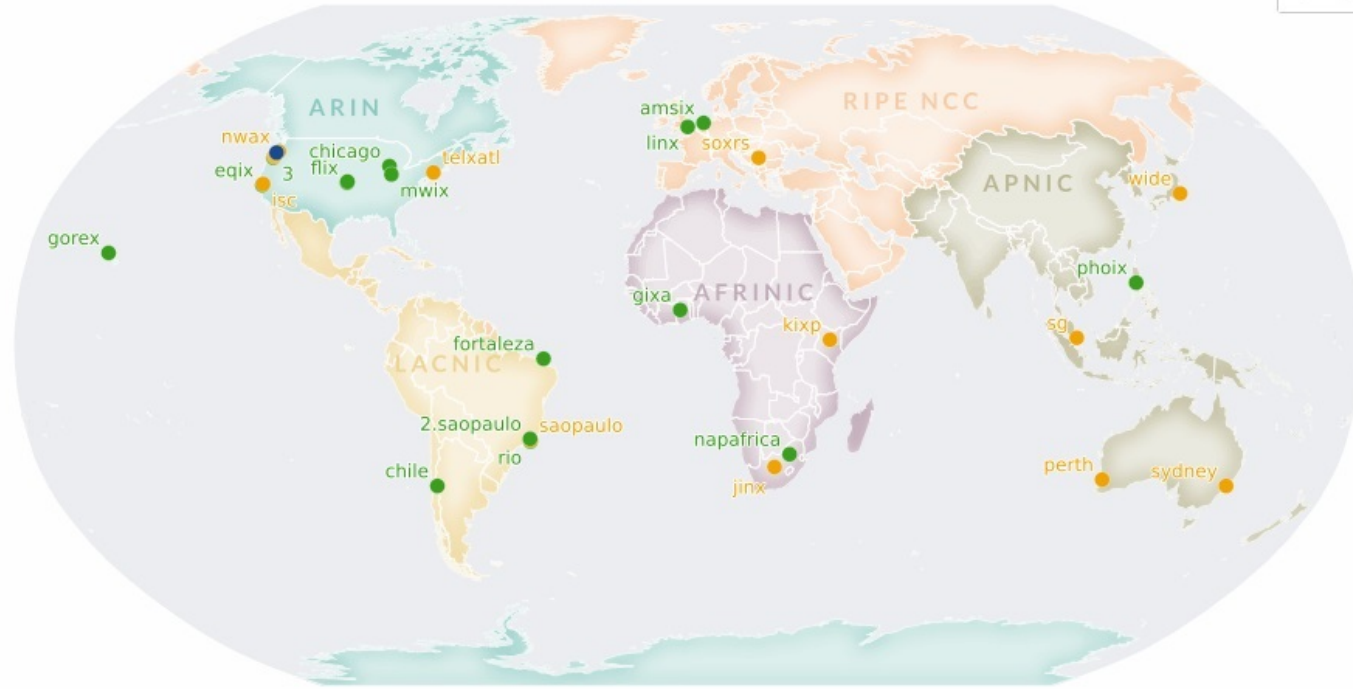 ARIN
RIPE NCC
amsix
nwax
linx
soxrs
chicago
telxatl
eqix
3
flix
mwix
APNIC
wide
isc
gorex
phoix
gixa
AFRINIC
kixp
sg
fortaleza
LACNIC
2.saopaulo
saopaulo
napafrica
rio
chile
perth
sydney
jinx